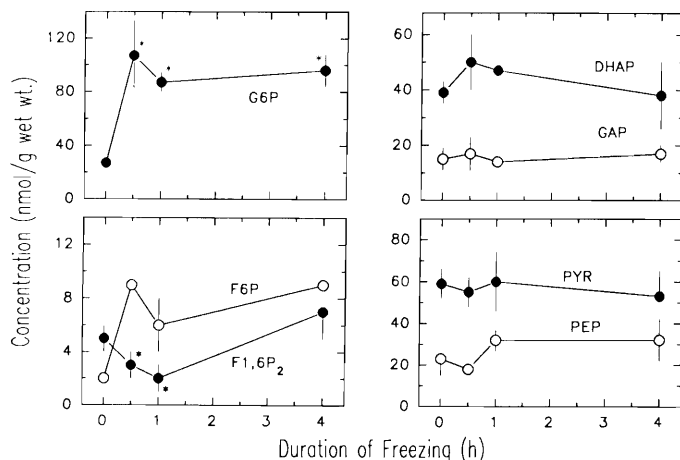 Concentration (nmol/g wet wt.)
120
80
40
0
*
*
*
G6P
60
40
20
0
DHAP
GAP
12
8
4
0
F6P
F1,6P₂
*
*
0 1 2 3 4
80
60
40
20
0
PYR
PEP
0 1 2 3 4
Duration of Freezing (h)